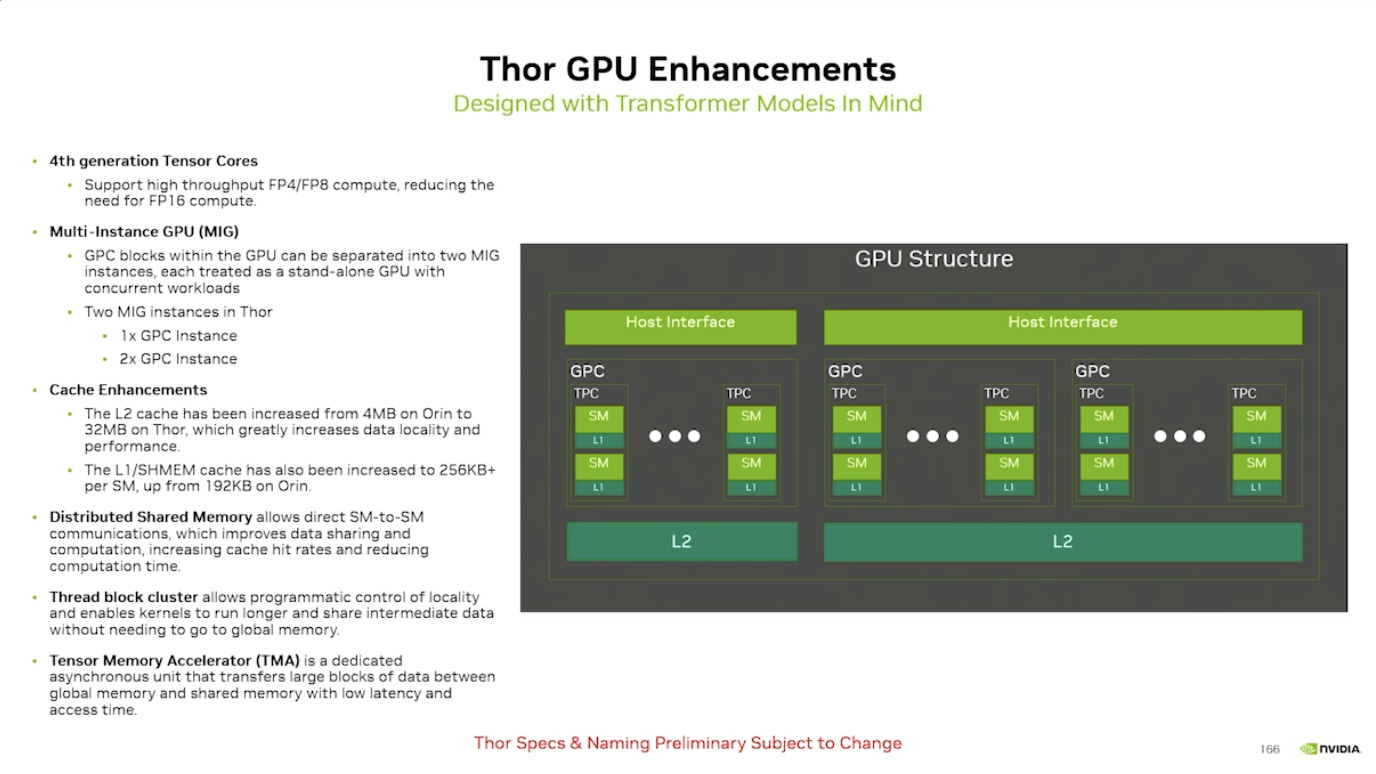 Thor GPU Enhancements
Designed with Transformer Models In Mind
• 4th generation Tensor Cores
• Support high throughput FP4/FP8 compute, reducing the
need for FP16 compute.
• Multi-Instance GPU (MIG)
• GPC blocks within the GPU can be separated into two MIG
instances, each treated as a stand-alone GPU with
concurrent workloads
• Two MIG instances in Thor
• 1x GPC Instance
• 2x GPC Instance
• Cache Enhancements
• The L2 cache has been increased from 4MB on Orin to
32MB on Thor, which greatly increases data locality and
performance.
• The L1/SHMEM cache has also been increased to 256KB+
per SM, up from 192KB on Orin.
• Distributed Shared Memory allows direct SM-to-SM
communications, which improves data sharing and
computation, increasing cache hit rates and reducing
computation time.
• Thread block cluster allows programmatic control of locality
and enables kernels to run longer and share intermediate data
without needing to go to global memory.
• Tensor Memory Accelerator (TMA) is a dedicated
asynchronous unit that transfers large blocks of data between
global memory and shared memory with low latency and
access time.
GPU Structure
Host Interface Host Interface
GPC GPC GPC
TPC TPC TPC TPC TPC TPC
SM SM SM SM SM SM
L1 L1 L1 L1 L1 L1
SM SM SM SM SM SM
L1 L1 L1 L1 L1 L1
L2 L2
Thor Specs & Naming Preliminary Subject to Change
166 NVIDIA.